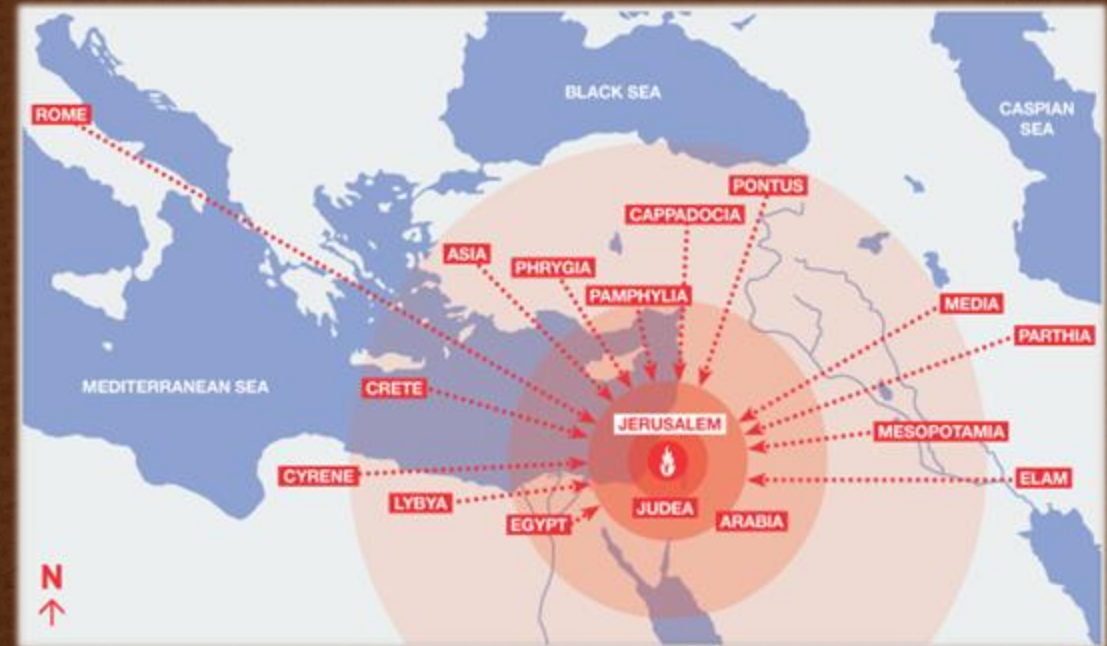 BLACK SEA
CASPIAN
SEA
ROME
PONTUS
CAPPADOCIA
ASIA
PHRYGIA
PAMPHYLIA
MEDIA
PARTHIA
MEDITERRANEAN SEA
CRETE
JERUSALEM
MESOPOTAMIA
CYRENE
ELAM
LYBYA
JUDEA
EGYPT
ARABIA
N